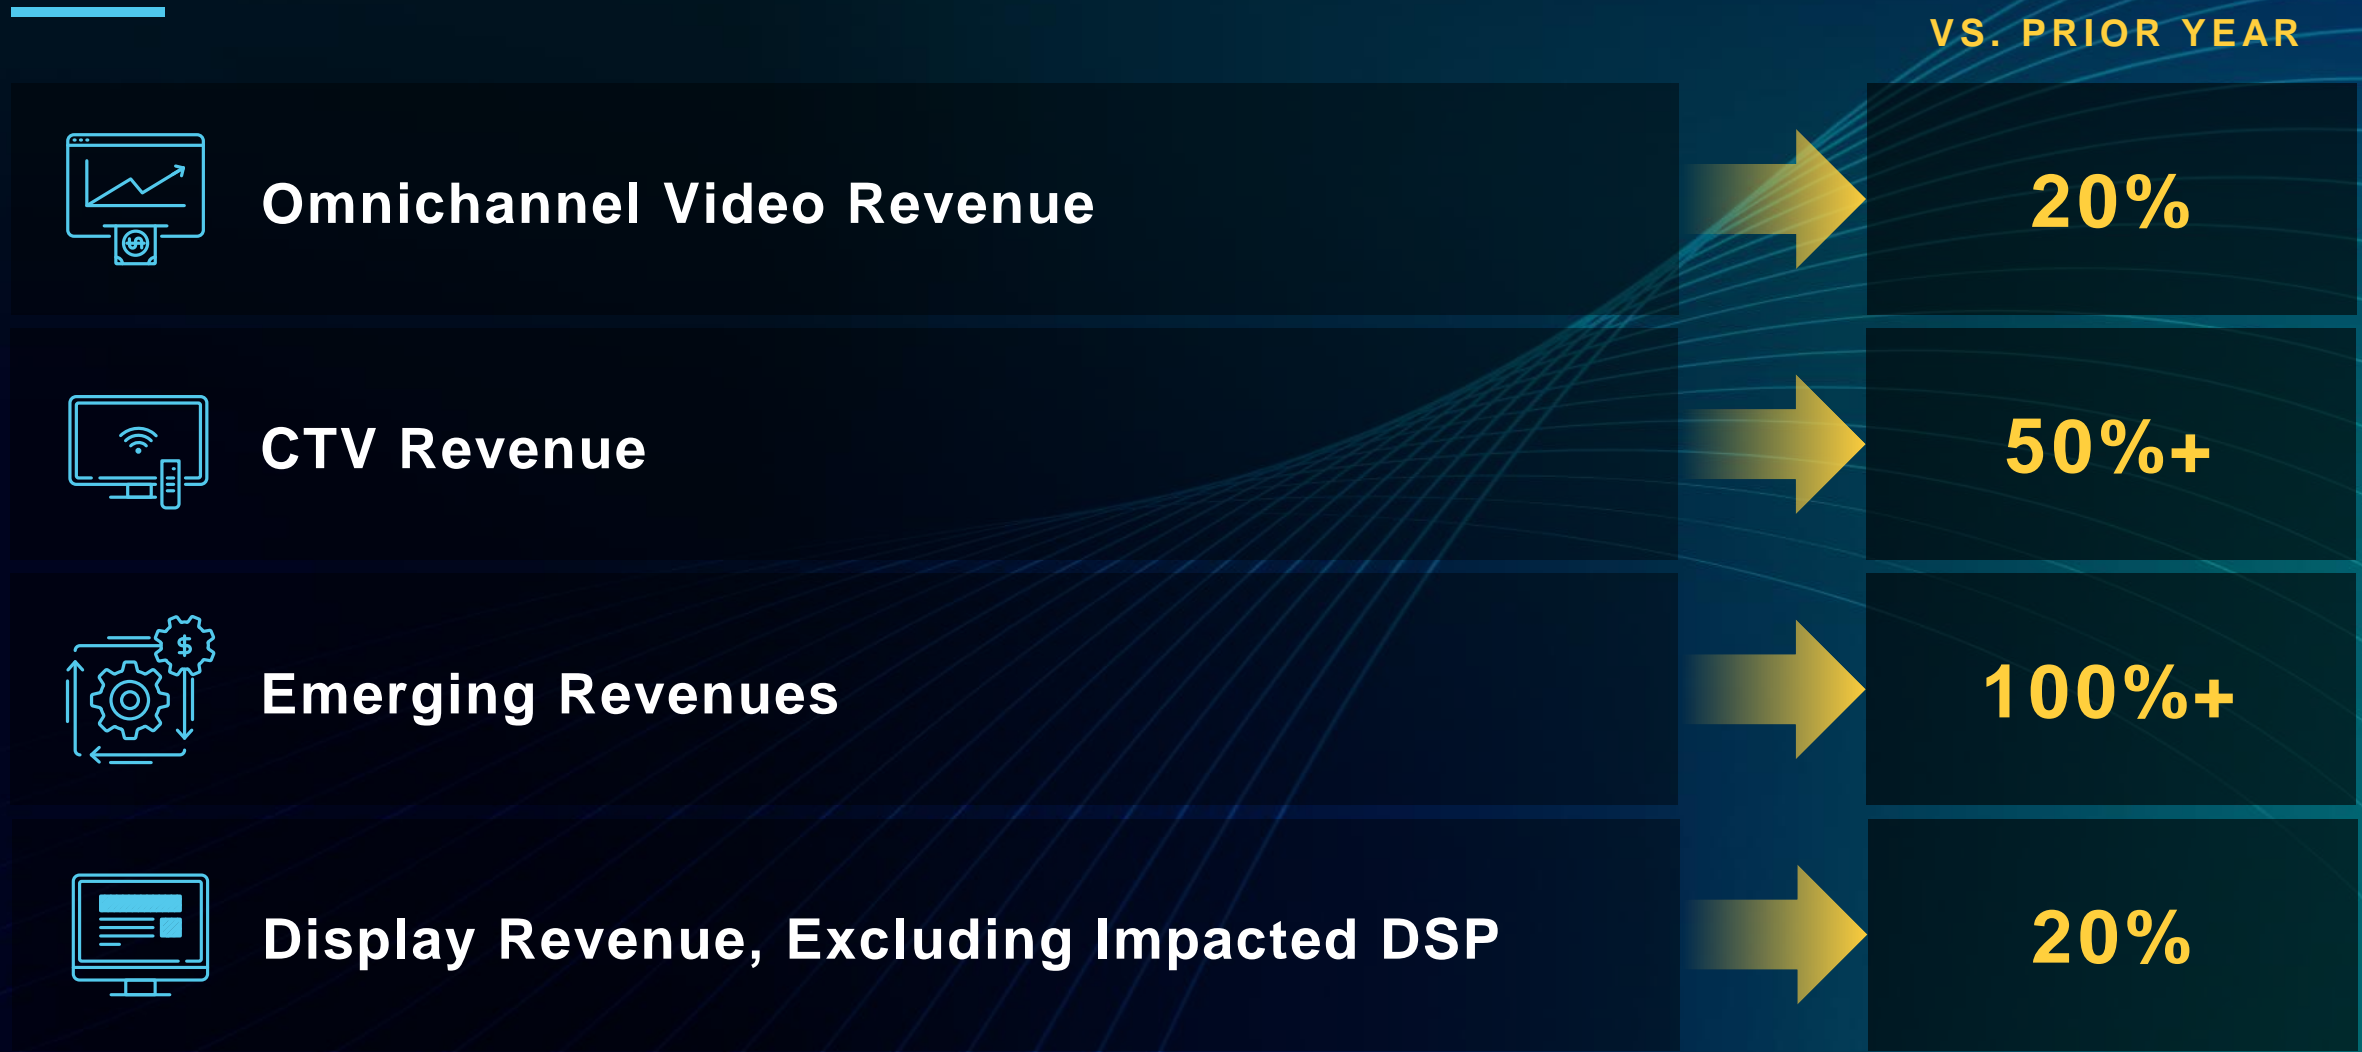 VS. PRIOR YEAR
Omnichannel Video Revenue
20%
CTV Revenue
50%+
Emerging Revenues
100%+
Display Revenue, Excluding Impacted DSP
20%